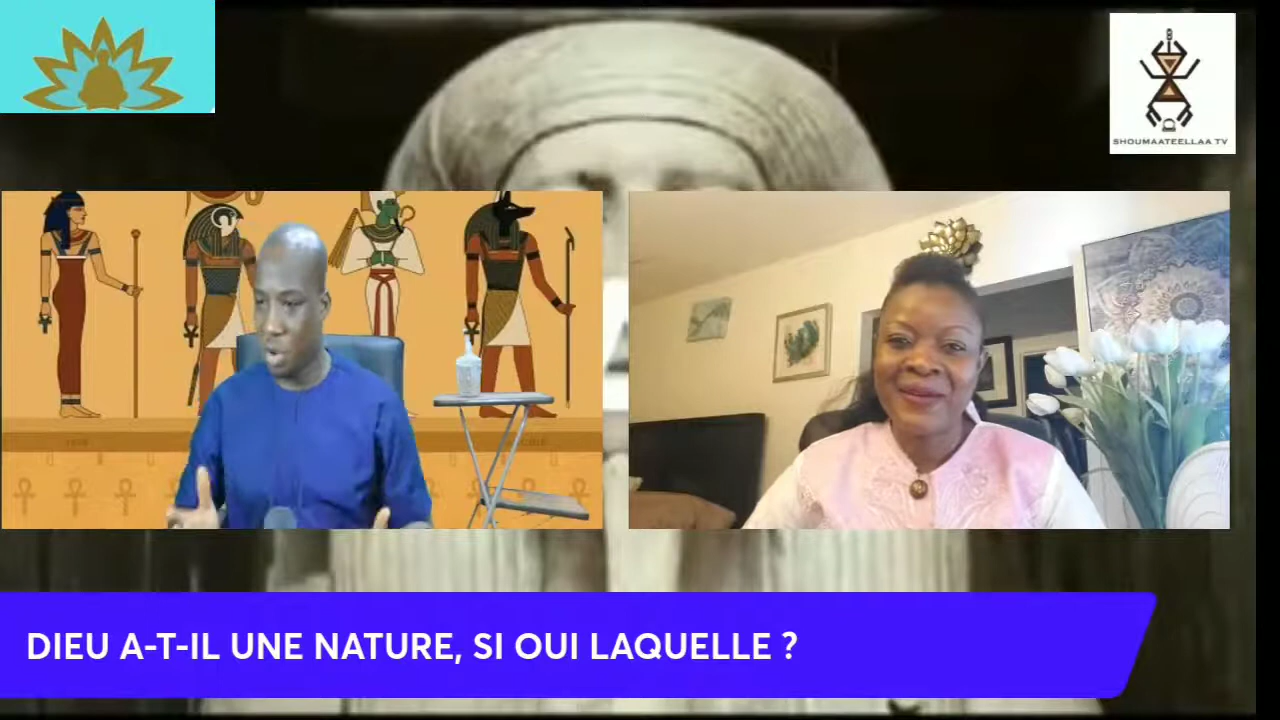 SHOUMAATEELLAA TV
DIEU A-T-IL UNE NATURE, SI OUI LAQUELLE ?